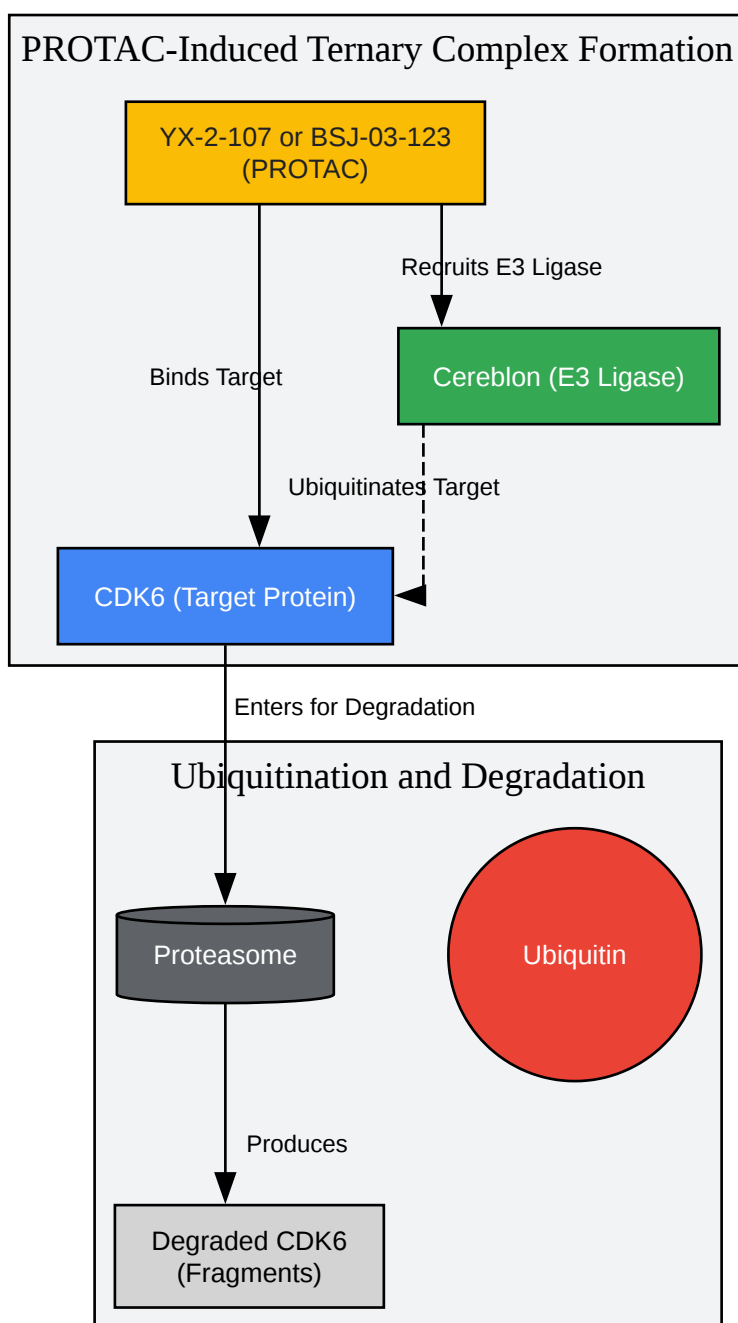 PROTAC-Induced Ternary Complex Formation
YX-2-107 or BSJ-03-123
(PROTAC)
Recruits E3 Ligase
Cereblon (E3 Ligase)
Binds Target
Ubiquitinates Target
CDK6 (Target Protein)
Enters for Degradation
Ubiquitination and Degradation
Proteasome
Ubiquitin
Produces
Degraded CDK6
(Fragments)